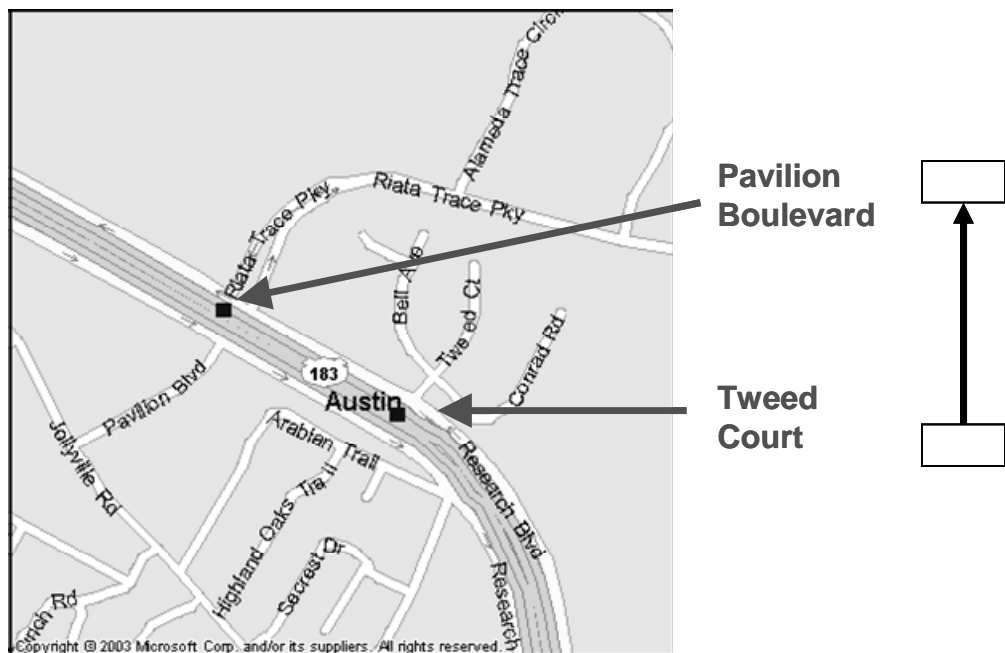 Alameda Trace Circle
Riata Trace Pky
Riata Trace Pky
Pavilion
Boulevard
Bell Ave
Tweed Ct
Conrad Rd
183
Austin
Pavilion Blvd
Jollyville Rd
Arabian Trail
Tweed
Court
Research Blvd
Highland Oaks Trail
Secrest Dr
Research
Rd
Copyright © 2003 Microsoft Corp. and/or its suppliers. All rights reserved.